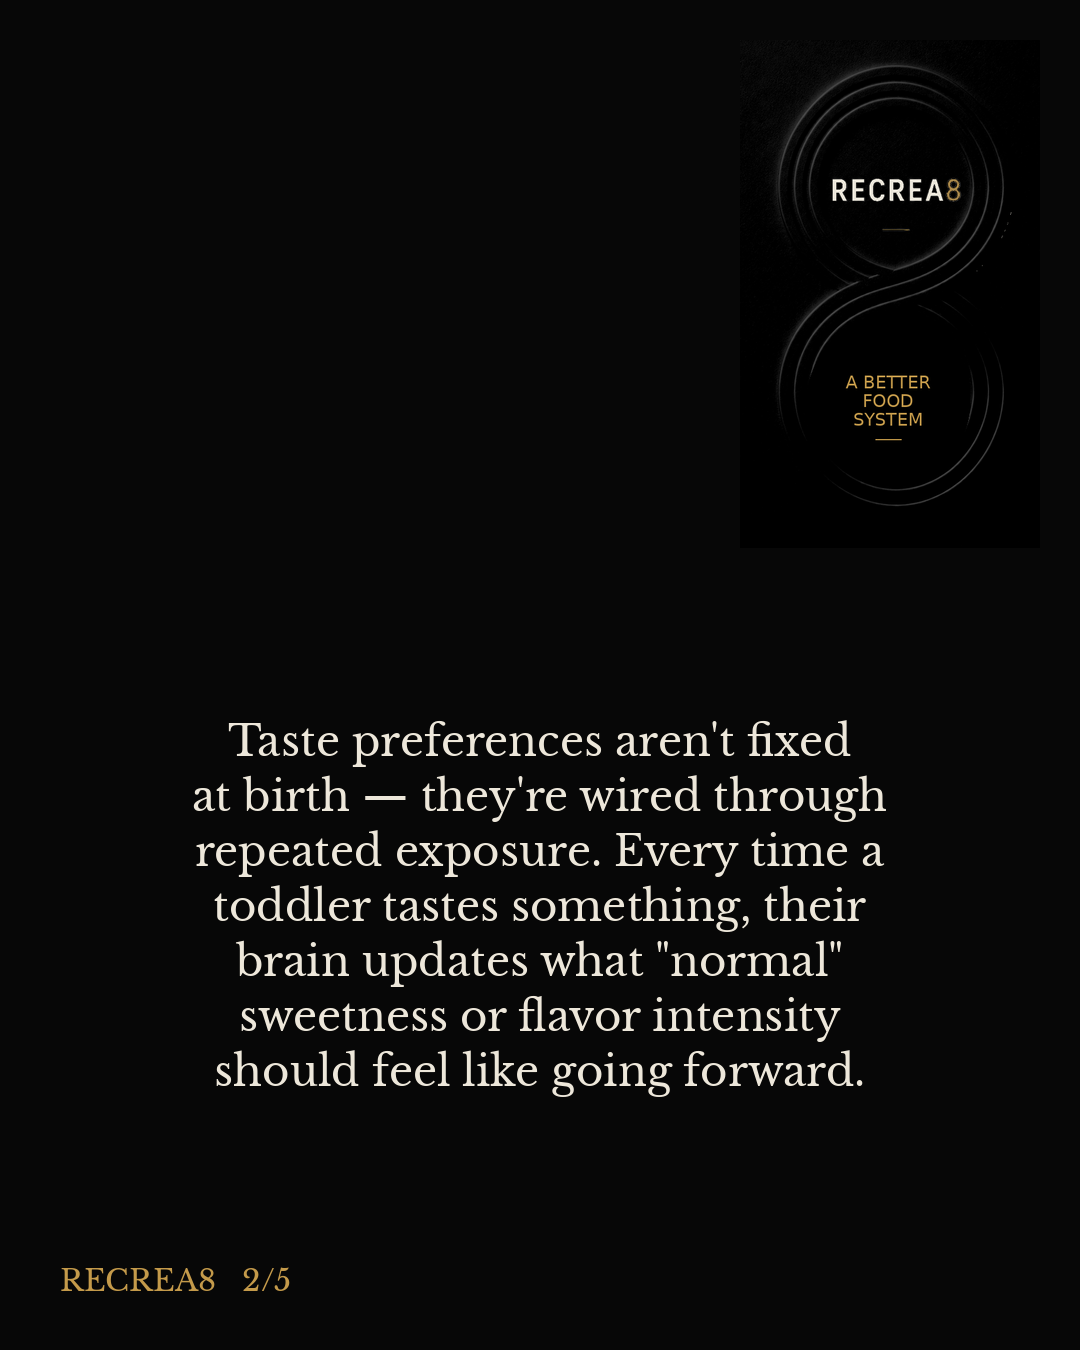 RECREA8
A BETTER
FOOD
SYSTEM
Taste preferences aren't fixed
at birth — they're wired through
repeated exposure. Every time a
toddler tastes something, their
brain updates what "normal"
sweetness or flavor intensity
should feel like going forward.
RECREA8 2/5